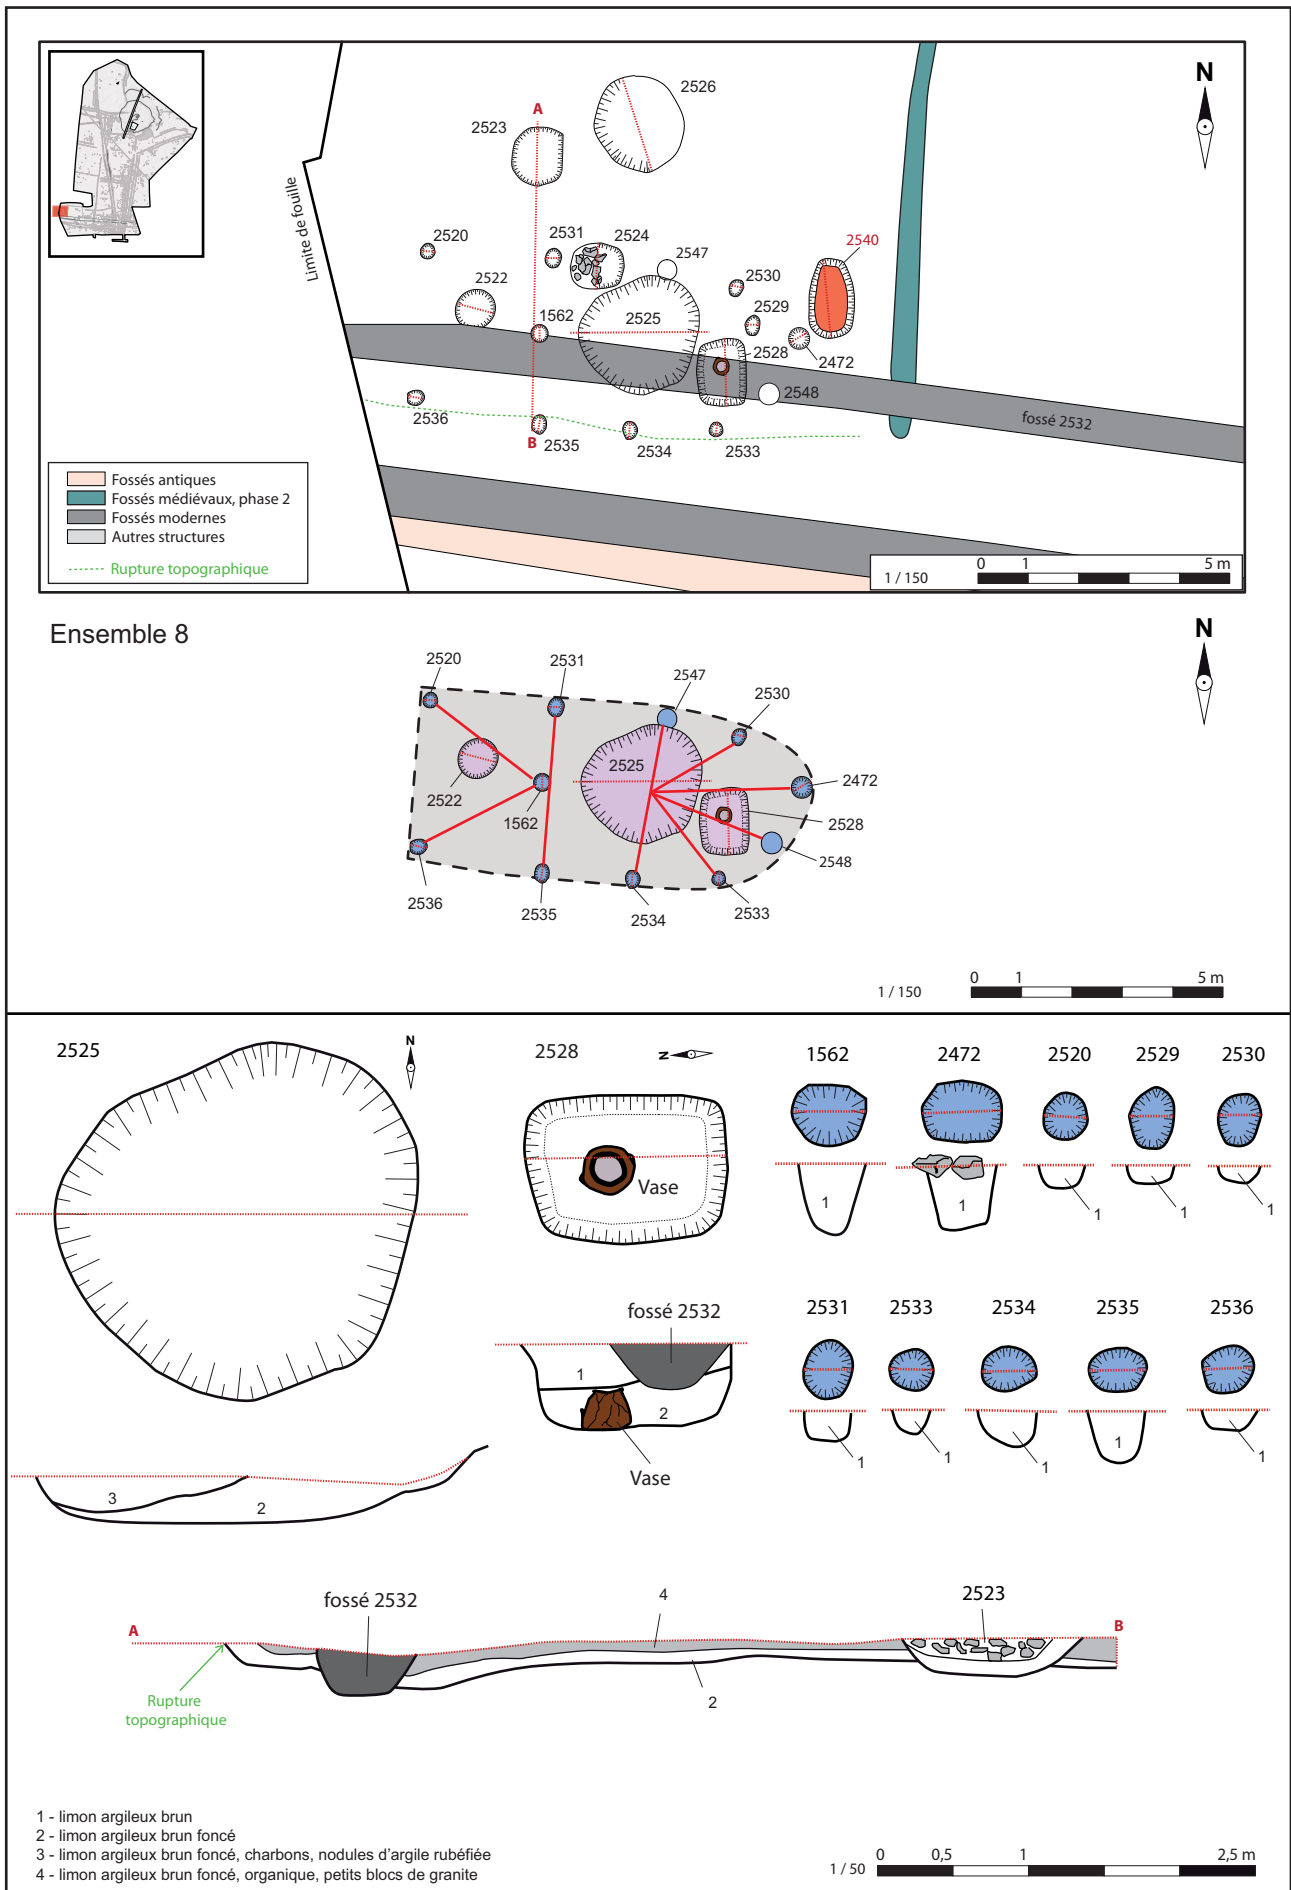 N
2526
A
2523
Limite de fouille
2520
2531
2524
2547
2540
2530
2522
1562
2525
2529
2528
2472
2548
2536
fossé 2532
B
2535
2534
2533
Fossés antiques
Fossés médiévaux, phase 2
Fossés modernes
Autres structures
Rupture topographique
1 / 150
0 1 5 m
Ensemble 8
N
2520
2531
2547
2530
2525
2472
2522
1562
2528
2548
2536
2535
2534
2533
1 / 150
0 1 5 m
2525
N
2528
N
Vase
1562
2472
2520
2529
2530
1
1
1
1
1
fossé 2532
1
2
Vase
2531
2533
2534
2535
2536
1
1
1
1
1
3
2
fossé 2532
4
2523
A
B
Rupture
topographique
2
1 - limon argileux brun
2 - limon argileux brun foncé
3 - limon argileux brun foncé, charbons, nodules d'argile rubéfiée
4 - limon argileux brun foncé, organique, petits blocs de granite
1 / 50
0 0,5 1 2,5 m